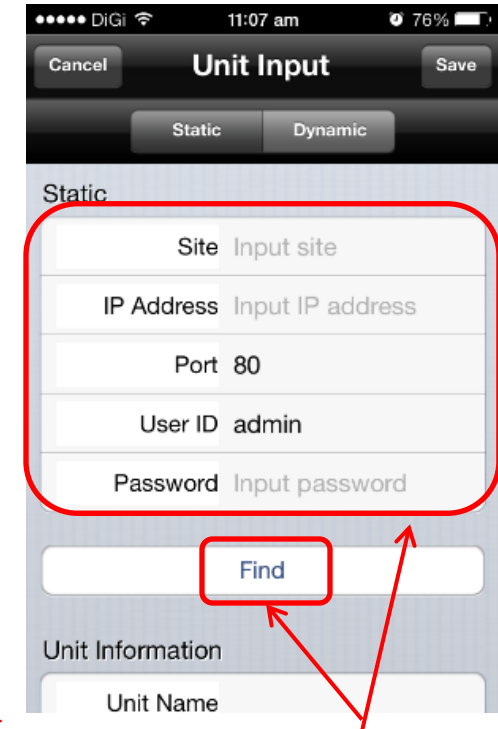 DiGi 11:07 am 76%
Cancel Unit Input Save
Static Dynamic
Static
Site Input site
IP Address Input IP address
Port 80
User ID admin
Password Input password
Find
Unit Information
Unit Name